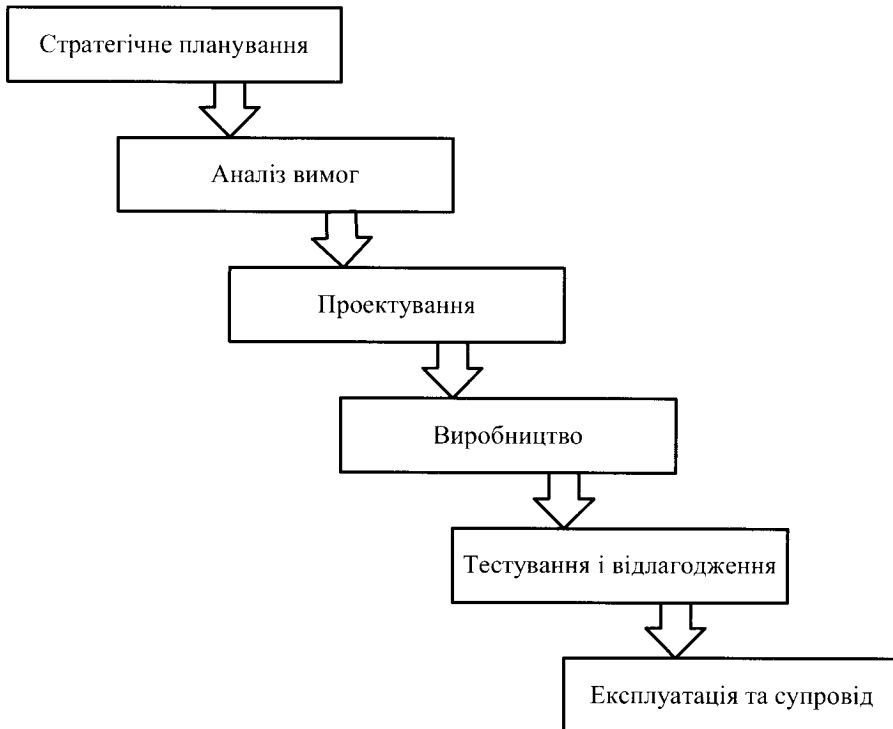 Стратегічне планування
Аналіз вимог
Проектування
Виробництво
Тестування і відлагодження
Експлуатація та супровід